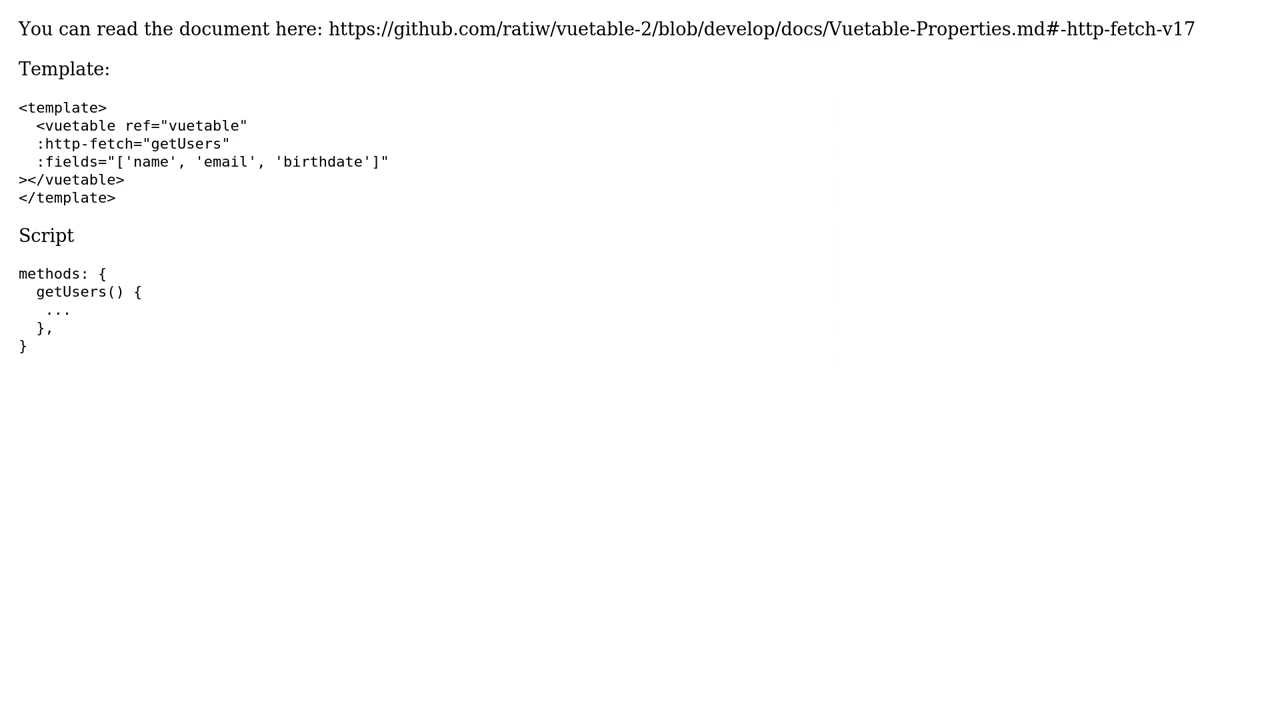 You can read the document here: https://github.com/ratiw/vuetable-2/blob/develop/docs/Vuetable-Properties.md#-http-fetch-v17
Template:
<template>
  <vuetable ref="vuetable"
  :http-fetch="getUsers"
  :fields="['name', 'email', 'birthdate']"
></vuetable>
</template>
Script
methods: {
  getUsers() {
   ...
  },
}